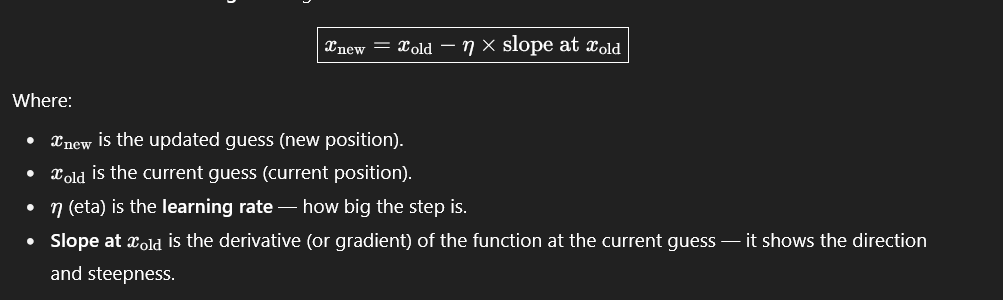 x_new = x_old − η × slope at x_old
Where:
• x_new is the updated guess (new position).
• x_old is the current guess (current position).
• η (eta) is the learning rate — how big the step is.
• Slope at x_old is the derivative (or gradient) of the function at the current guess — it shows the direction
and steepness.